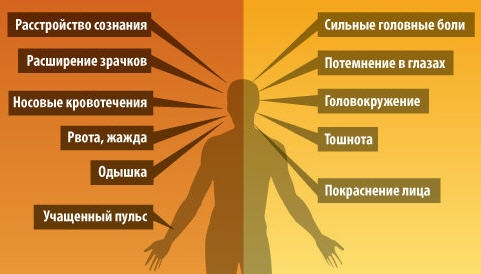 Расстройство сознания
Расширение зрачков
Носовые кровотечения
Рвота, жажда
Одышка
Учащенный пульс
Сильные головные боли
Потемнение в глазах
Головокружение
Тошнота
Покраснение лица